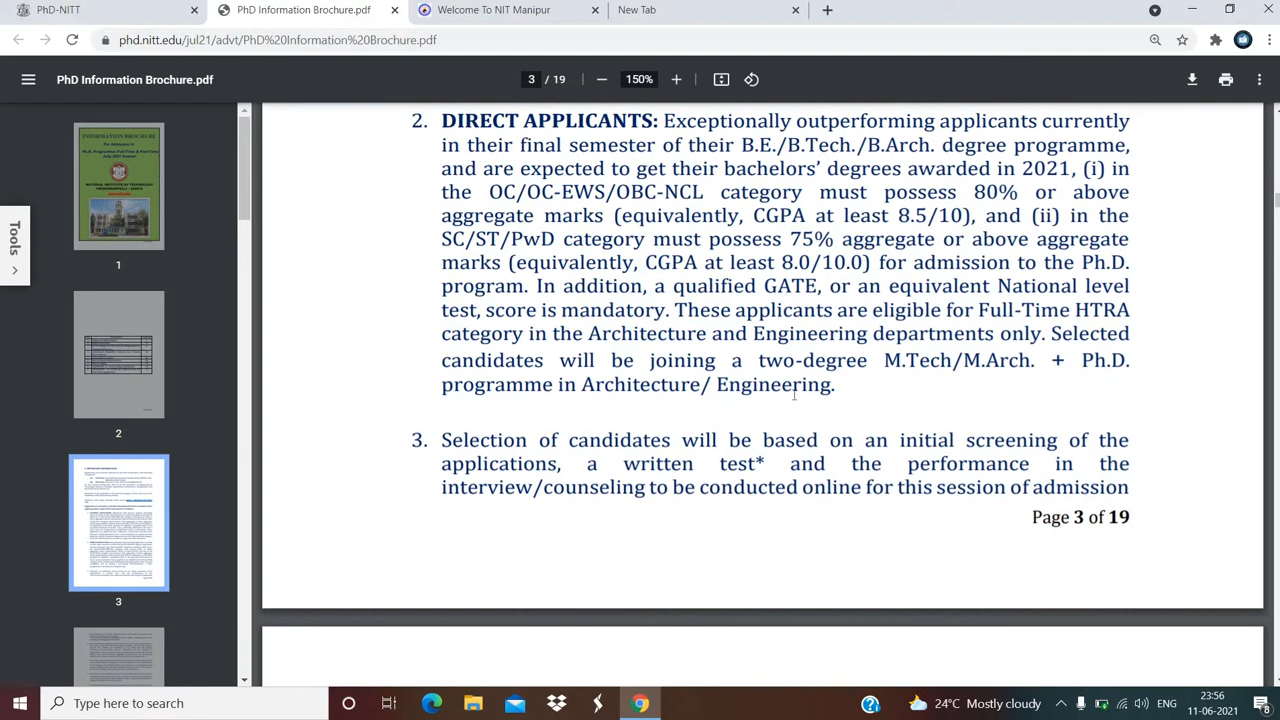 PhD-NITT
PhD Information Brochure.pdf
Welcome To NIT Manipur
New Tab
phd.nitt.edu/jul21/advt/PhD%20Information%20Brochure.pdf
PhD Information Brochure.pdf
3 / 19
150%
INFORMATION BROCHURE
1
2
3
Tools
2. DIRECT APPLICANTS: Exceptionally outperforming applicants currently
in their final semester of their B.E./B.Tech./B.Arch. degree programme,
and are expected to get their bachelors’ degrees awarded in 2021, (i) in
the OC/OC-EWS/OBC-NCL category must possess 80% or above
aggregate marks (equivalently, CGPA at least 8.5/10), and (ii) in the
SC/ST/PwD category must possess 75% aggregate or above aggregate
marks (equivalently, CGPA at least 8.0/10.0) for admission to the Ph.D.
program. In addition, a qualified GATE, or an equivalent National level
test, score is mandatory. These applicants are eligible for Full-Time HTRA
category in the Architecture and Engineering departments only. Selected
candidates will be joining a two-degree M.Tech/M.Arch. + Ph.D.
programme in Architecture/ Engineering.
3. Selection of candidates will be based on an initial screening of the
applications, a written test* and the performance in the
interview/counseling to be conducted online for this session of admission
Page 3 of 19
Type here to search
24°C Mostly cloudy
ENG
23:56
11-06-2021
8